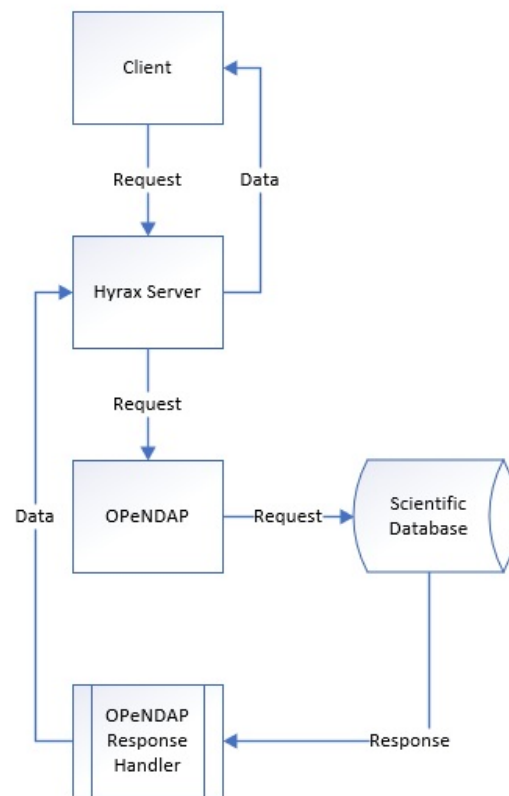 Client
Request
Data
Hyrax Server
Request
Data
OPeNDAP
Request
Scientific
Database
OPeNDAP
Response
Handler
Response